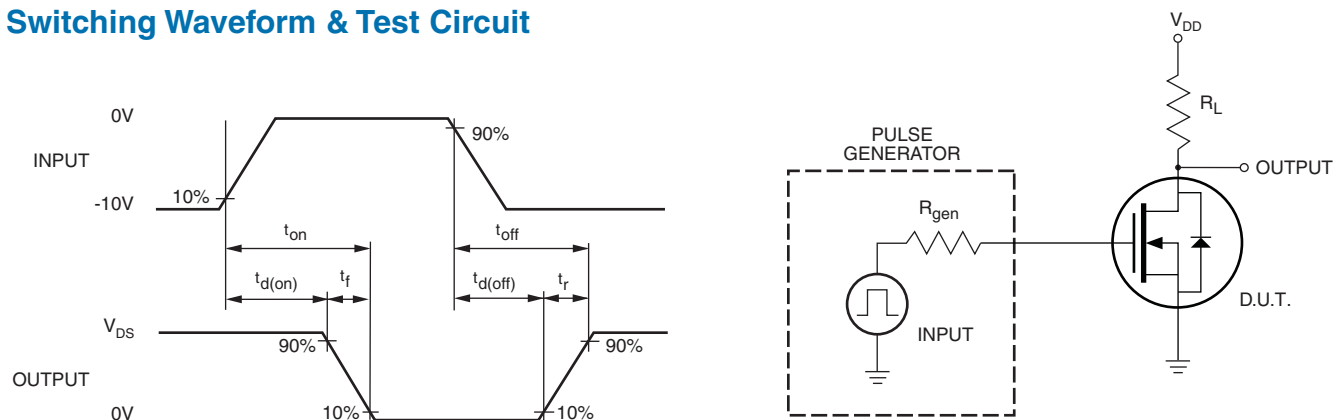 Switching Waveform & Test Circuit
0V
INPUT
-10V
10%
90%
t_on
t_off
t_d(on)
t_f
t_d(off)
t_r
V_DS
OUTPUT
0V
90%
10%
10%
90%
V_DD
R_L
PULSE
GENERATOR
OUTPUT
R_gen
INPUT
D.U.T.